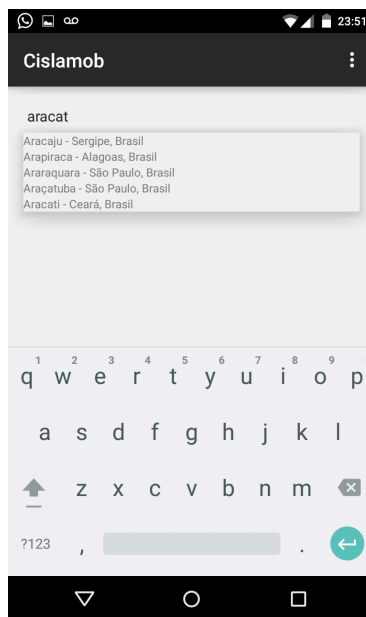 23:51
Cislamob
aracat
Aracaju - Sergipe, Brasil
Arapiraca - Alagoas, Brasil
Araraquara - São Paulo, Brasil
Araçatuba - São Paulo, Brasil
Aracati - Ceará, Brasil
1 2 3 4 5 6 7 8 9
q w e r t y u i o p
a s d f g h j k l
z x c v b n m
?123 , .